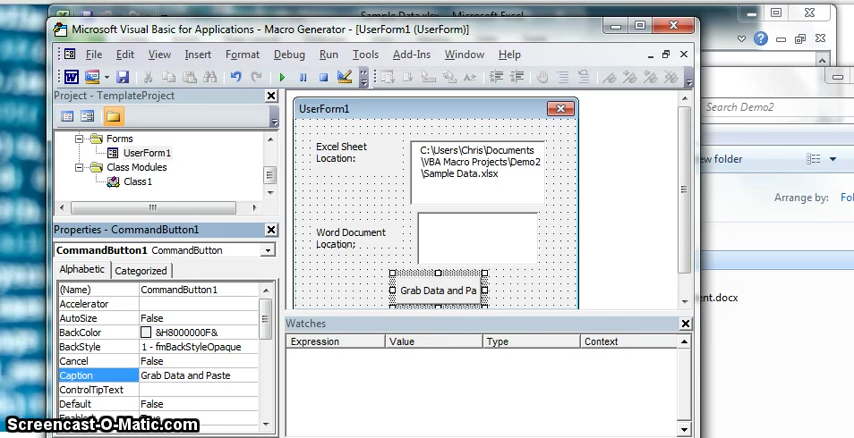 Sample Data.xlsx - Microsoft Excel
Microsoft Visual Basic for Applications - Macro Generator - [UserForm1 (UserForm)]
File Edit View Insert Format Debug Run Tools Add-Ins Window Help
Project - TemplateProject
Forms
UserForm1
Class Modules
Class1
Properties - CommandButton1
CommandButton1 CommandButton
Alphabetic Categorized
(Name) CommandButton1
Accelerator
AutoSize False
BackColor &H8000000F&
BackStyle 1 - fmBackStyleOpaque
Cancel False
Caption Grab Data and Paste
ControlTipText
Default False
UserForm1
Excel Sheet
Location:
C:\Users\Chris\Documents
\VBA Macro Projects\Demo2
\Sample Data.xlsx
Word Document
Location:
Grab Data and Pa
Watches
Expression Value Type Context
Search Demo2
ew folder
Arrange by: Fol
ent.docx
Screencast-O-Matic.com